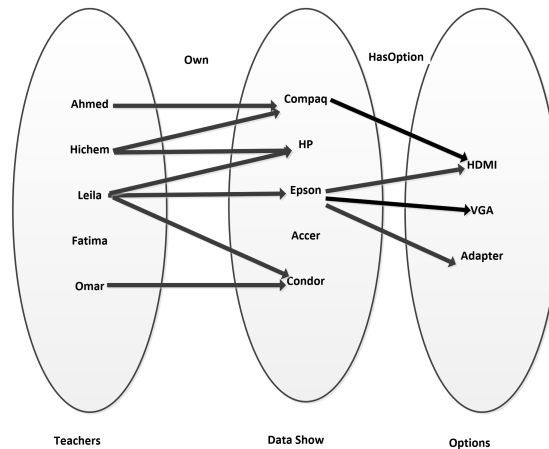 Own
HasOption
Ahmed
Compaq
Hichem
HP
HDMI
Leila
Epson
VGA
Fatima
Accer
Adapter
Omar
Condor
Teachers
Data Show
Options